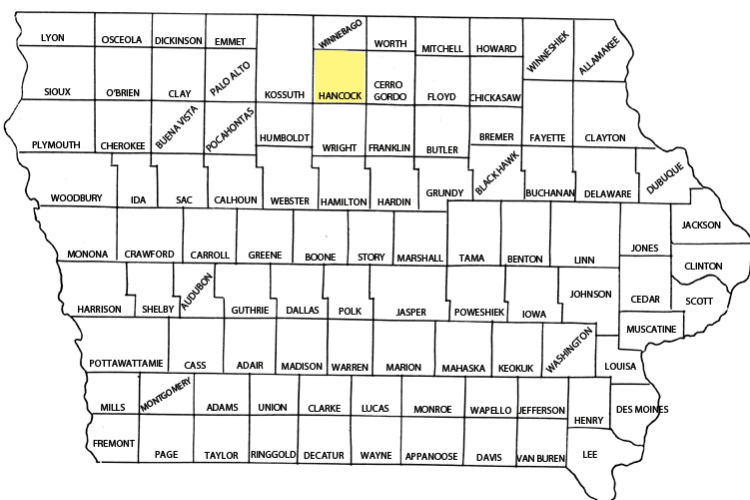 LYON OSCEOLA DICKINSON EMMET WINNEBAGO WORTH MITCHELL HOWARD WINNESHIEK ALLAMAKEE
SIOUX O'BRIEN CLAY PALO ALTO KOSSUTH HANCOCK CERRO GORDO FLOYD CHICKASAW
PLYMOUTH CHEROKEE BUENA VISTA POCAHONTAS HUMBOLDT WRIGHT FRANKLIN BUTLER BREMER FAYETTE CLAYTON
WOODBURY IDA SAC CALHOUN WEBSTER HAMILTON HARDIN GRUNDY BLACK HAWK BUCHANAN DELAWARE DUBUQUE
MONONA CRAWFORD CARROLL GREENE BOONE STORY MARSHALL TAMA BENTON LINN JONES JACKSON
CLINTON
HARRISON SHELBY AUDUBON GUTHRIE DALLAS POLK JASPER POWESHIEK IOWA JOHNSON CEDAR SCOTT
MUSCATINE
POTTAWATTAMIE CASS ADAIR MADISON WARREN MARION MAHASKA KEOKUK WASHINGTON LOUISA
MILLS MONTGOMERY ADAMS UNION CLARKE LUCAS MONROE WAPELLO JEFFERSON HENRY DES MOINES
FREMONT PAGE TAYLOR RINGGOLD DECATUR WAYNE APPANOOSE DAVIS VAN BUREN LEE